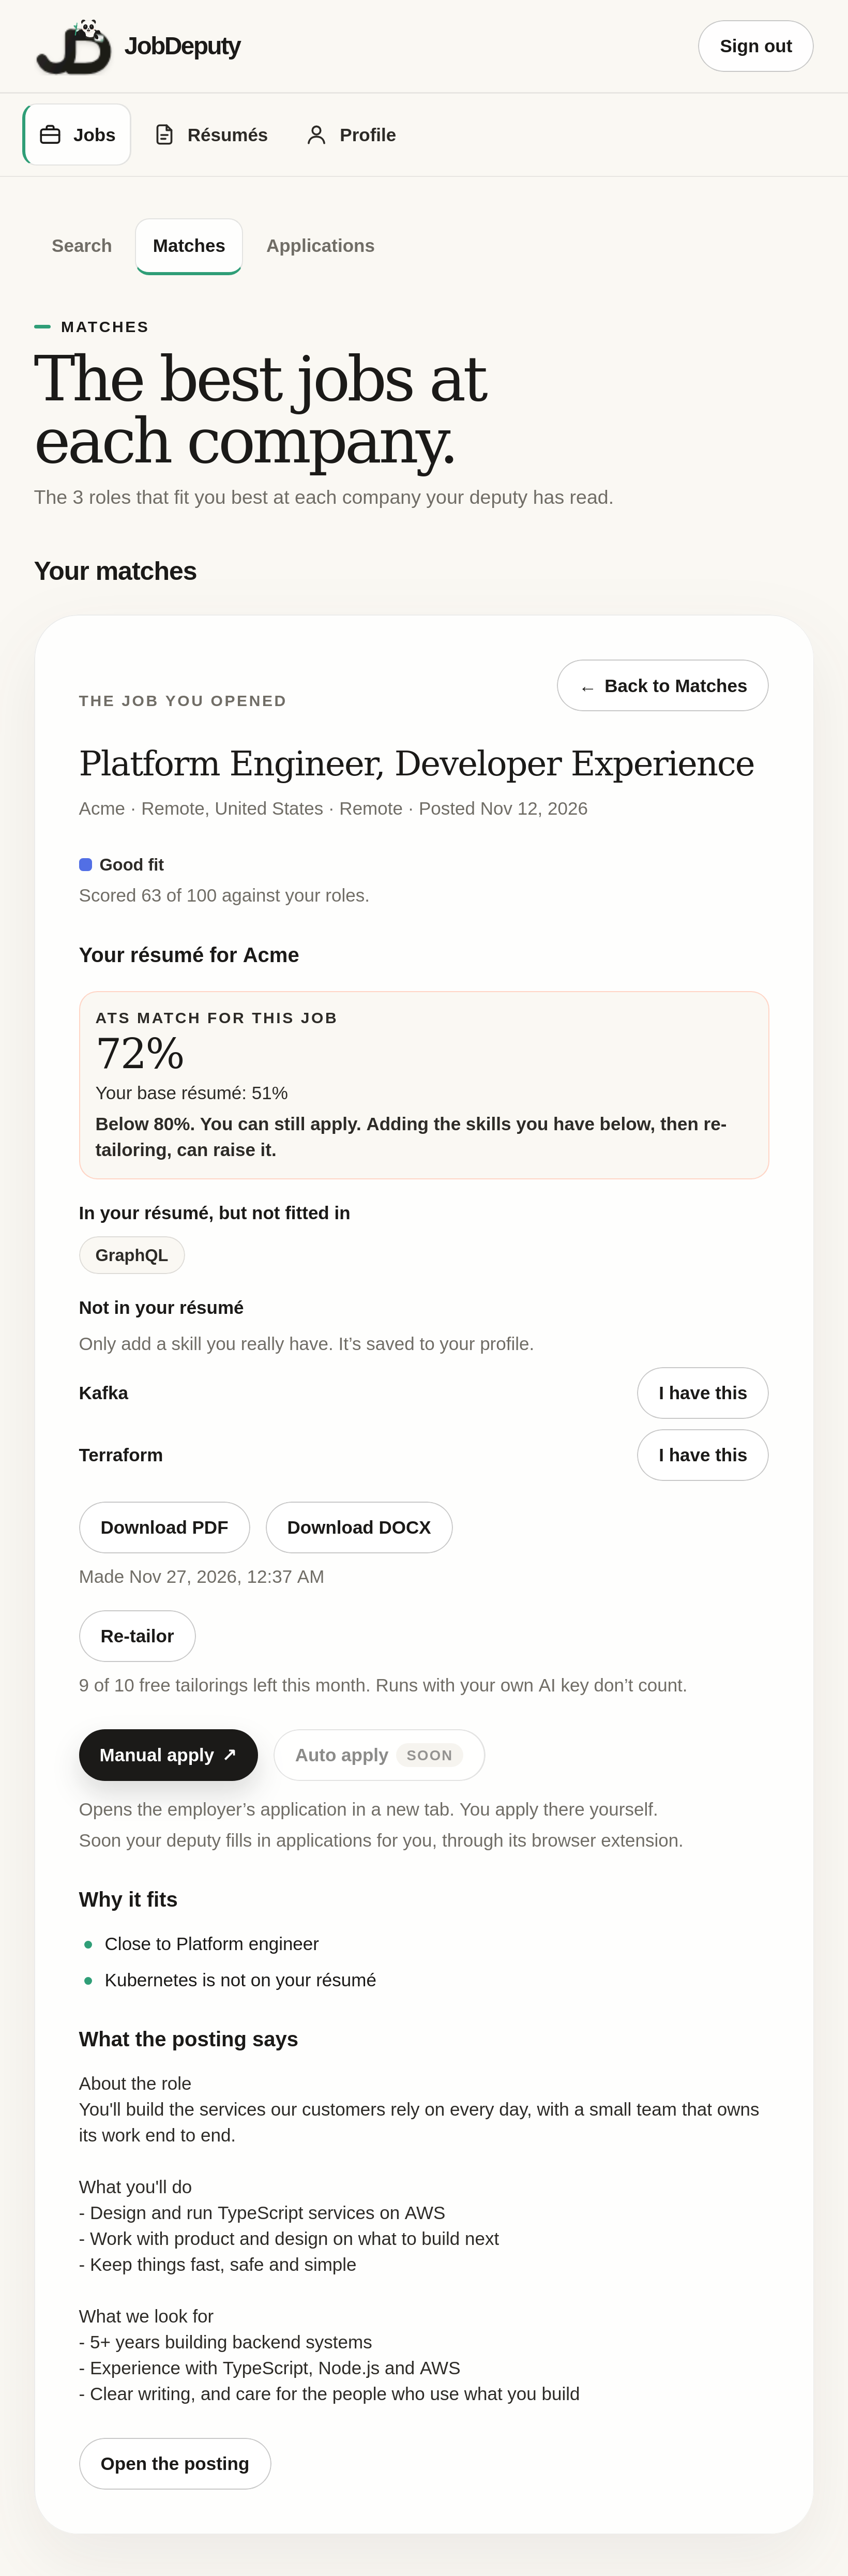 JobDeputy
Sign out
Jobs
Résumés
Profile
Search
Matches
Applications
MATCHES
The best jobs at
each company.
The 3 roles that fit you best at each company your deputy has read.
Your matches
THE JOB YOU OPENED
← Back to Matches
Platform Engineer, Developer Experience
Acme · Remote, United States · Remote · Posted Nov 12, 2026
Good fit
Scored 63 of 100 against your roles.
Your résumé for Acme
ATS MATCH FOR THIS JOB
72%
Your base résumé: 51%
Below 80%. You can still apply. Adding the skills you have below, then re-
tailoring, can raise it.
In your résumé, but not fitted in
GraphQL
Not in your résumé
Only add a skill you really have. It’s saved to your profile.
Kafka
I have this
Terraform
I have this
Download PDF
Download DOCX
Made Nov 27, 2026, 12:37 AM
Re-tailor
9 of 10 free tailorings left this month. Runs with your own AI key don’t count.
Manual apply ↗
Auto apply SOON
Opens the employer’s application in a new tab. You apply there yourself.
Soon your deputy fills in applications for you, through its browser extension.
Why it fits
Close to Platform engineer
Kubernetes is not on your résumé
What the posting says
About the role
You'll build the services our customers rely on every day, with a small team that owns
its work end to end.
What you'll do
- Design and run TypeScript services on AWS
- Work with product and design on what to build next
- Keep things fast, safe and simple
What we look for
- 5+ years building backend systems
- Experience with TypeScript, Node.js and AWS
- Clear writing, and care for the people who use what you build
Open the posting